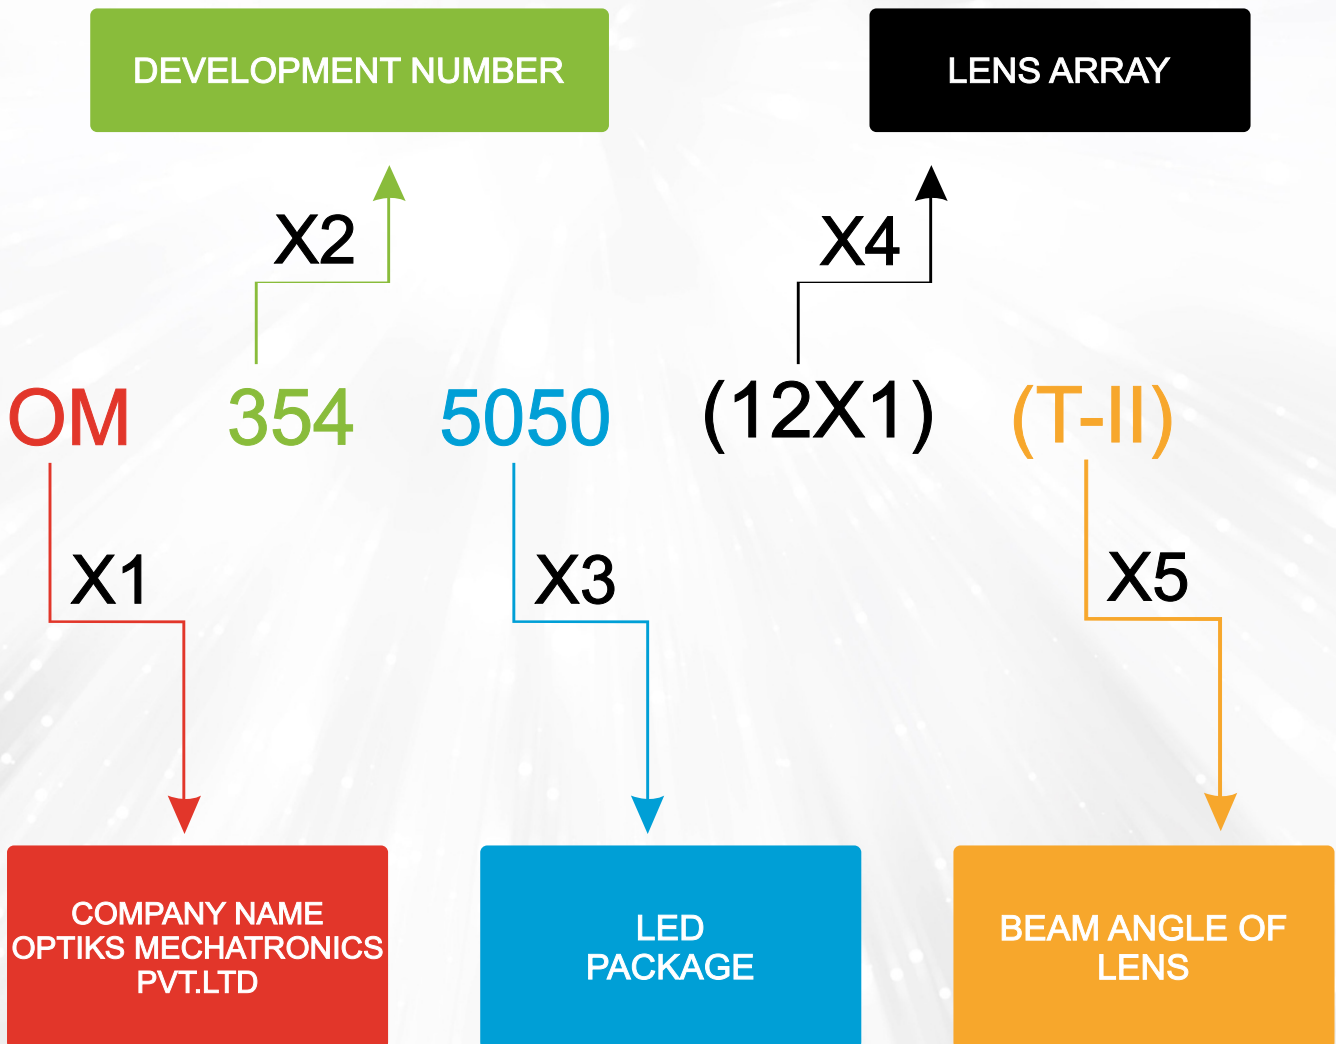 DEVELOPMENT NUMBER
LENS ARRAY
X2
X4
OM 354 5050 (12X1) (T-II)
X1
X3
X5
COMPANY NAME
OPTIKS MECHATRONICS
PVT.LTD
LED
PACKAGE
BEAM ANGLE OF
LENS